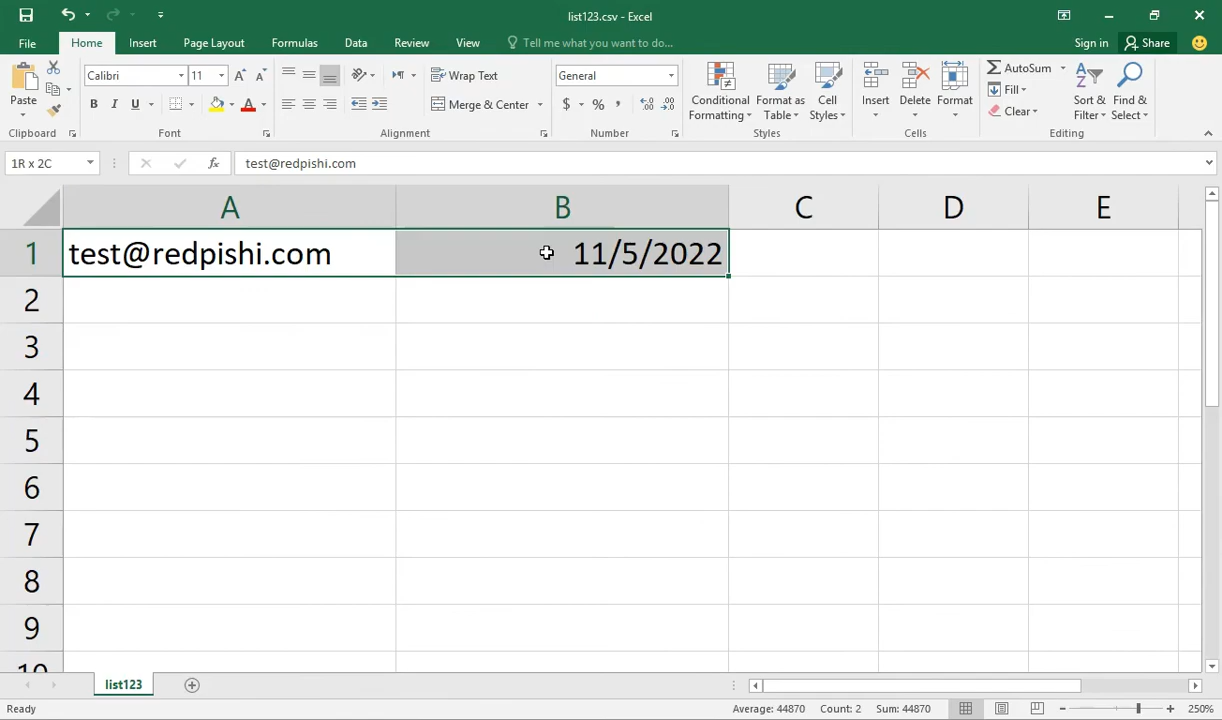 list123.csv - Excel
File Home Insert Page Layout Formulas Data Review View Tell me what you want to do... Sign in Share
Paste
Calibri 11
B I U
Wrap Text
Merge & Center
General
$ % ,
Conditional Formatting
Format as Table
Cell Styles
Insert
Delete
Format
AutoSum
Fill
Clear
Sort & Filter
Find & Select
Clipboard Font Alignment Number Styles Cells Editing
1R x 2C fx test@redpishi.com
A B C D E
1 test@redpishi.com 11/5/2022
2
3
4
5
6
7
8
9
10
list123
Ready Average: 44870 Count: 2 Sum: 44870 250%